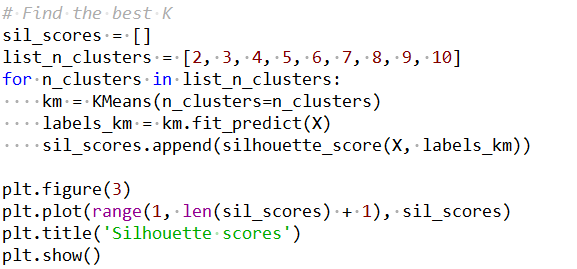 # Find the best K
sil_scores = []
list_n_clusters = [2, 3, 4, 5, 6, 7, 8, 9, 10]
for n_clusters in list_n_clusters:
    km = KMeans(n_clusters=n_clusters)
    labels_km = km.fit_predict(X)
    sil_scores.append(silhouette_score(X, labels_km))

plt.figure(3)
plt.plot(range(1, len(sil_scores) + 1), sil_scores)
plt.title('Silhouette scores')
plt.show()